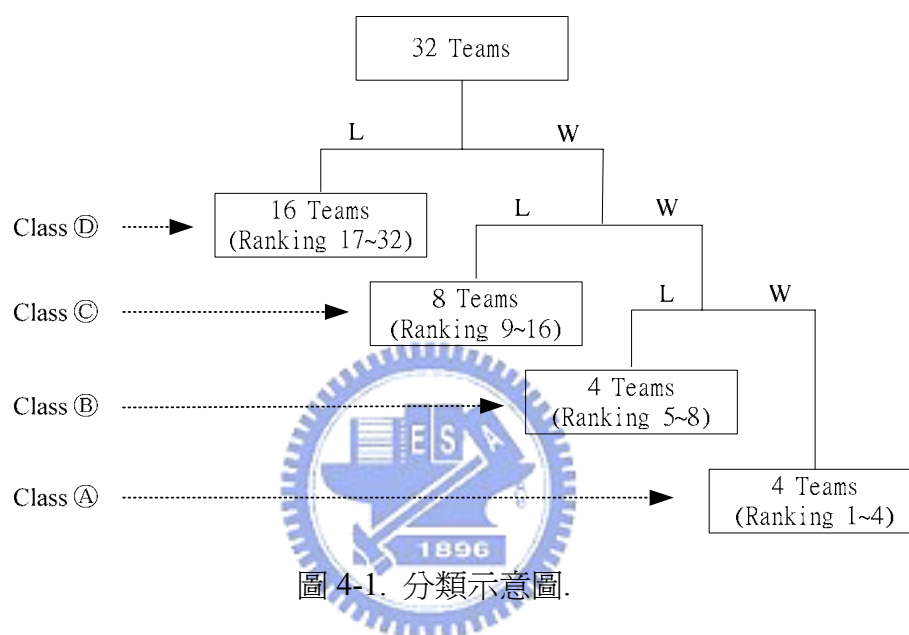 32 Teams
L W
16 Teams
(Ranking 17~32)
Class Ⓓ
L W
8 Teams
(Ranking 9~16)
Class Ⓒ
L W
4 Teams
(Ranking 5~8)
Class Ⓑ
4 Teams
(Ranking 1~4)
Class Ⓐ
E S A
1896
圖 4-1. 分類示意圖.